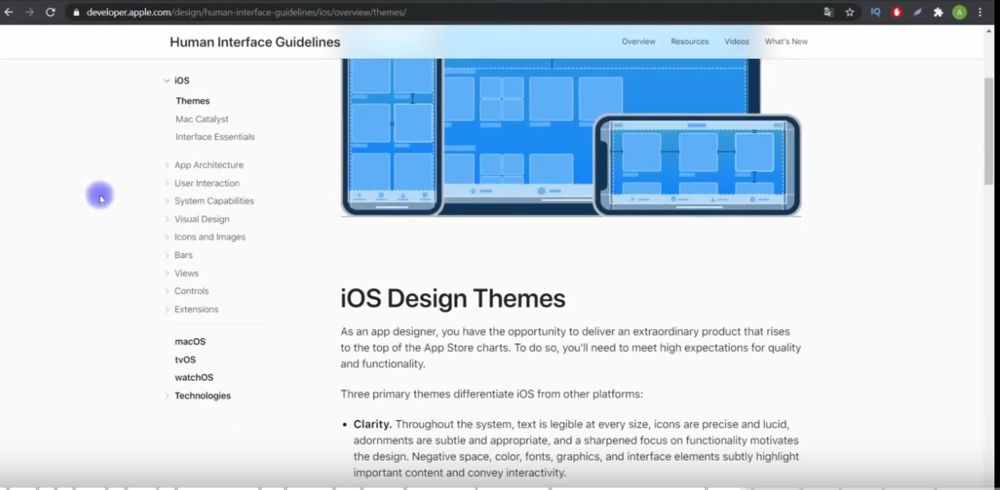 developer.apple.com/design/human-interface-guidelines/ios/overview/themes/
IQ
A
Human Interface Guidelines
Overview
Resources
Videos
What's New
iOS
Themes
Mac Catalyst
Interface Essentials
App Architecture
User Interaction
System Capabilities
Visual Design
Icons and Images
Bars
Views
Controls
Extensions
macOS
tvOS
watchOS
Technologies
iOS Design Themes
As an app designer, you have the opportunity to deliver an extraordinary product that rises
to the top of the App Store charts. To do so, you'll need to meet high expectations for quality
and functionality.
Three primary themes differentiate iOS from other platforms:
• Clarity. Throughout the system, text is legible at every size, icons are precise and lucid,
adornments are subtle and appropriate, and a sharpened focus on functionality motivates
the design. Negative space, color, fonts, graphics, and interface elements subtly highlight
important content and convey interactivity.